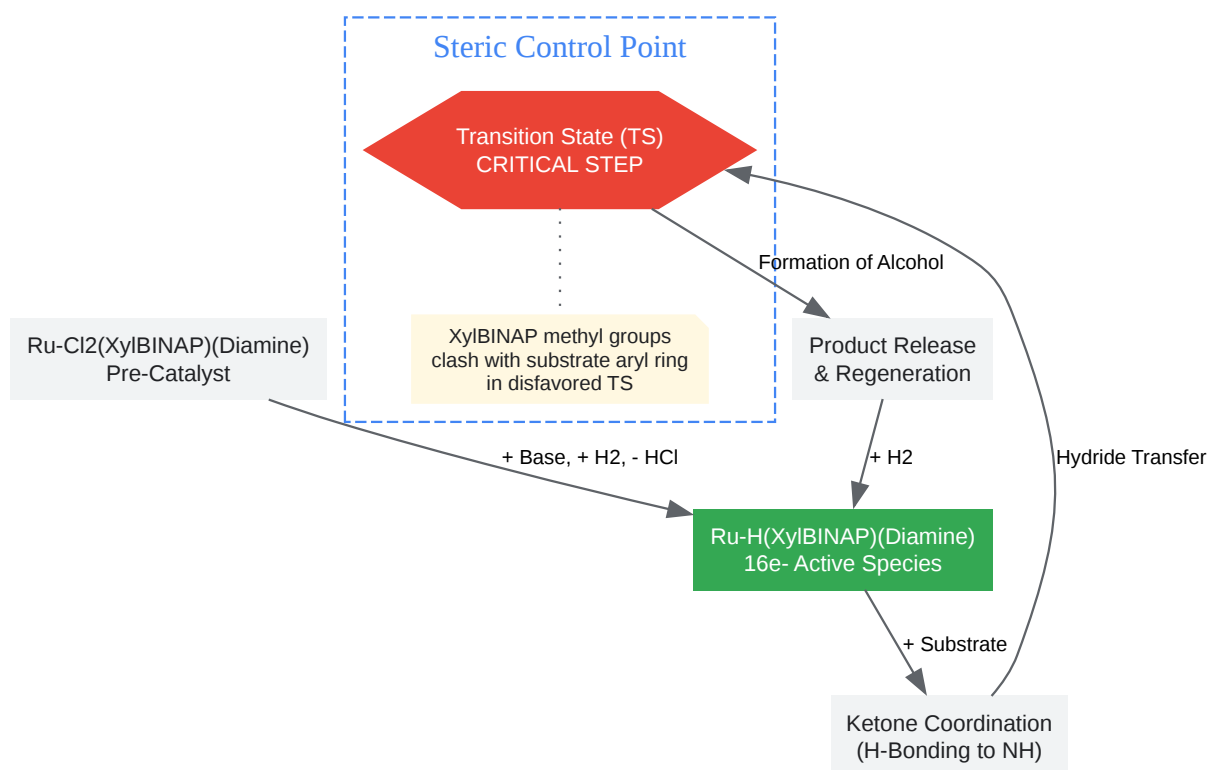 Steric Control Point
Transition State (TS)
CRITICAL STEP
Formation of Alcohol
XylBINAP methyl groups
clash with substrate aryl ring
in disfavored TS
Ru-Cl2(XylBINAP)(Diamine)
Pre-Catalyst
Product Release
& Regeneration
+ Base, + H2, - HCl
+ H2
Hydride Transfer
Ru-H(XylBINAP)(Diamine)
16e- Active Species
+ Substrate
Ketone Coordination
(H-Bonding to NH)